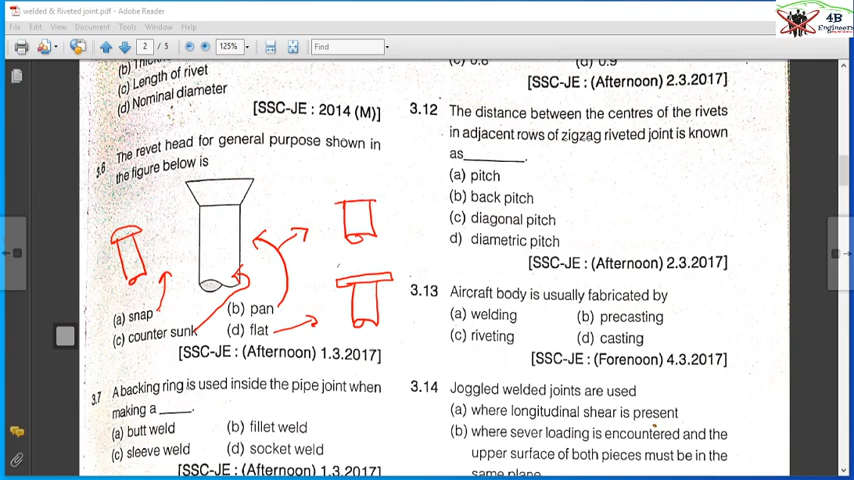 welded & Riveted joint.pdf - Adobe Reader
File Edit View Document Tools Window Help
2 / 5 125% Find
4B
Engineers
(c) Length of rivet
(d) Nominal diameter
[SSC-JE : 2014 (M)]
3.6 The revet head for general purpose shown in
the figure below is
(a) snap (b) pan
(c) counter sunk (d) flat
[SSC-JE : (Afternoon) 1.3.2017]
3.7 A backing ring is used inside the pipe joint when
making a ____.
(a) butt weld (b) fillet weld
(c) sleeve weld (d) socket weld
[SSC-JE : (Afternoon) 1.3.2017]
(c) 0.8 (d) 0.9
[SSC-JE : (Afternoon) 2.3.2017]
3.12 The distance between the centres of the rivets
in adjacent rows of zigzag riveted joint is known
as________.
(a) pitch
(b) back pitch
(c) diagonal pitch
d) diametric pitch
[SSC-JE : (Afternoon) 2.3.2017]
3.13 Aircraft body is usually fabricated by
(a) welding (b) precasting
(c) riveting (d) casting
[SSC-JE : (Forenoon) 4.3.2017]
3.14 Joggled welded joints are used
(a) where longitudinal shear is present
(b) where sever loading is encountered and the
upper surface of both pieces must be in the
same plane